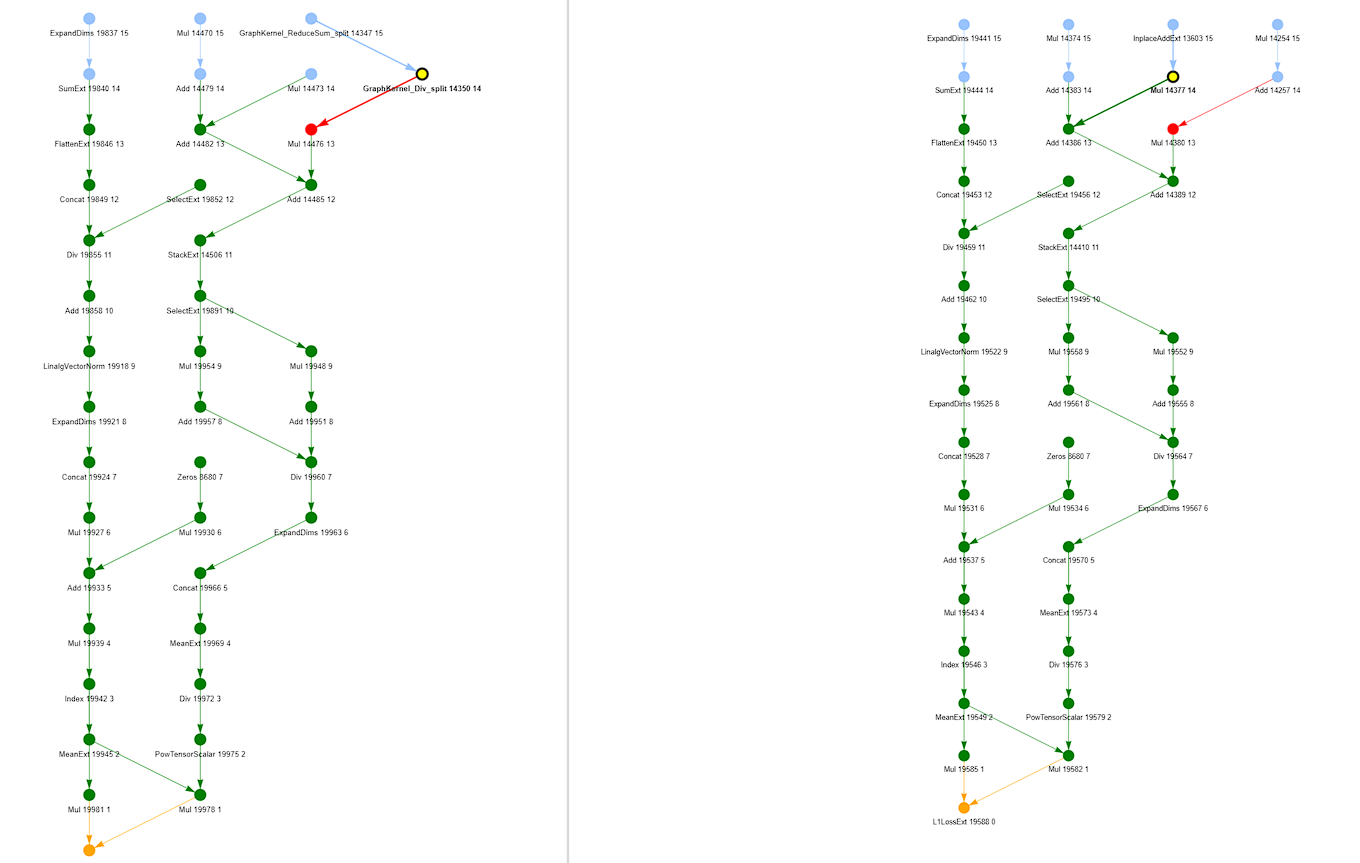 ExpandDims 19837 15
Mul 14470 15
GraphKernel_ReduceSum_split 14347 15
SumExt 19840 14
Add 14479 14
Mul 14473 14
GraphKernel_Div_split 14350 14
FlattenExt 19846 13
Add 14482 13
Mul 14476 13
Concat 19849 12
SelectExt 19852 12
Add 14485 12
Div 19855 11
StackExt 14506 11
Add 19858 10
SelectExt 19891 10
LinalgVectorNorm 19918 9
Mul 19954 9
Mul 19948 9
ExpandDims 19921 8
Add 19957 8
Add 19951 8
Concat 19924 7
Zeros 8680 7
Div 19960 7
Mul 19927 6
Mul 19930 6
ExpandDims 19963 6
Add 19933 5
Concat 19966 5
Mul 19939 4
MeanExt 19969 4
Index 19942 3
Div 19972 3
MeanExt 19945 2
PowTensorScalar 19975 2
Mul 19981 1
Mul 19978 1
ExpandDims 19441 15
Mul 14374 15
InplaceAddExt 13603 15
Mul 14254 15
SumExt 19444 14
Add 14383 14
Mul 14377 14
Add 14257 14
FlattenExt 19450 13
Add 14386 13
Mul 14380 13
Concat 19453 12
SelectExt 19456 12
Add 14389 12
Div 19459 11
StackExt 14410 11
Add 19462 10
SelectExt 19495 10
LinalgVectorNorm 19522 9
Mul 19558 9
Mul 19552 9
ExpandDims 19525 8
Add 19561 8
Add 19555 8
Concat 19528 7
Zeros 8680 7
Div 19564 7
Mul 19531 6
Mul 19534 6
ExpandDims 19567 6
Add 19537 5
Concat 19570 5
Mul 19543 4
MeanExt 19573 4
Index 19546 3
Div 19576 3
MeanExt 19549 2
PowTensorScalar 19579 2
Mul 19585 1
Mul 19582 1
L1LossExt 19588 0